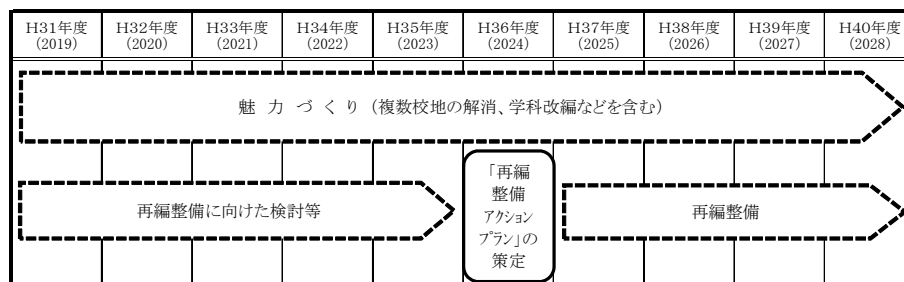 H31年度 H32年度 H33年度 H34年度 H35年度 H36年度 H37年度 H38年度 H39年度 H40年度
(2019) (2020) (2021) (2022) (2023) (2024) (2025) (2026) (2027) (2028)
魅力づくり(複数校地の解消、学科改編などを含む)
再編整備に向けた検討等
「再編
整備
アクション
プラン」の
策定
再編整備